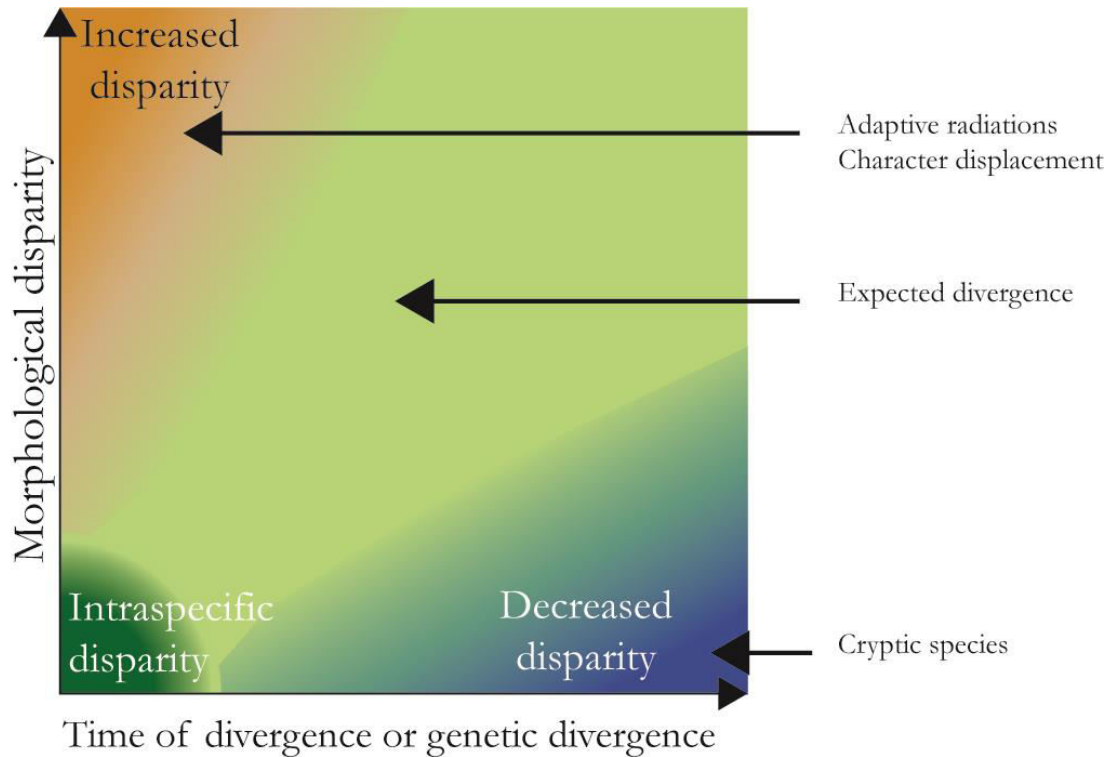 Increased
disparity
Adaptive radiations
Character displacement
Morphological disparity
Expected divergence
Intraspecific
disparity
Decreased
disparity
Cryptic species
Time of divergence or genetic divergence